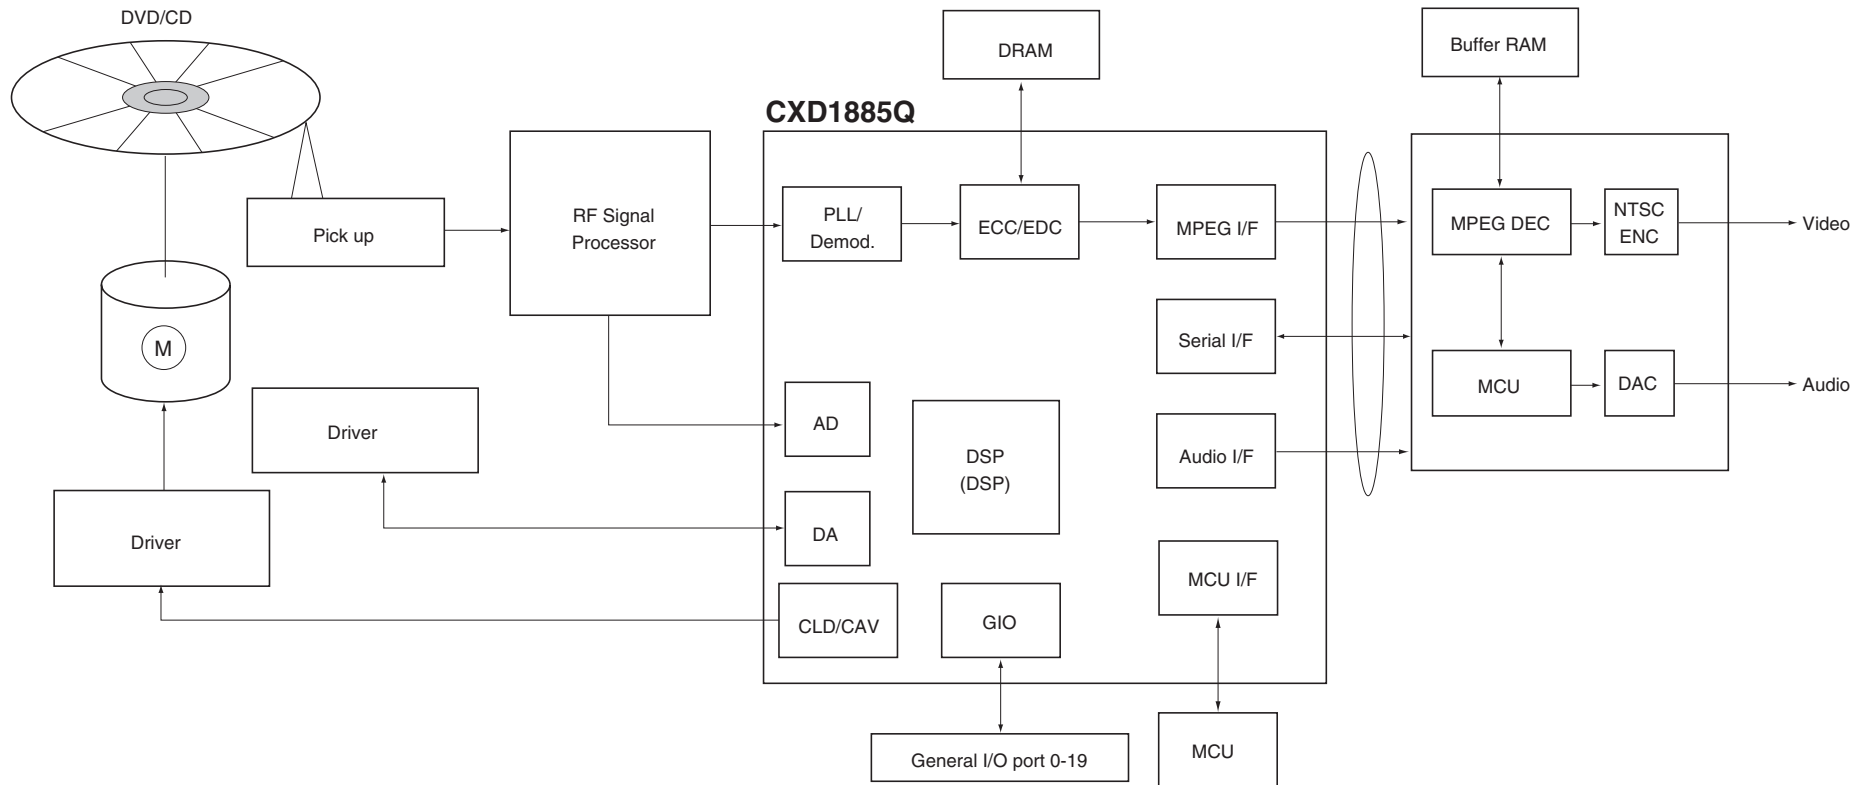 DVD/CD
DRAM
Buffer RAM
CXD1885Q
Pick up
RF Signal
Processor
PLL/
Demod.
ECC/EDC
MPEG I/F
MPEG DEC
NTSC
ENC
Video
M
Serial I/F
MCU
DAC
Audio
Driver
AD
DSP
(DSP)
Audio I/F
Driver
DA
MCU I/F
CLD/CAV
GIO
General I/O port 0-19
MCU